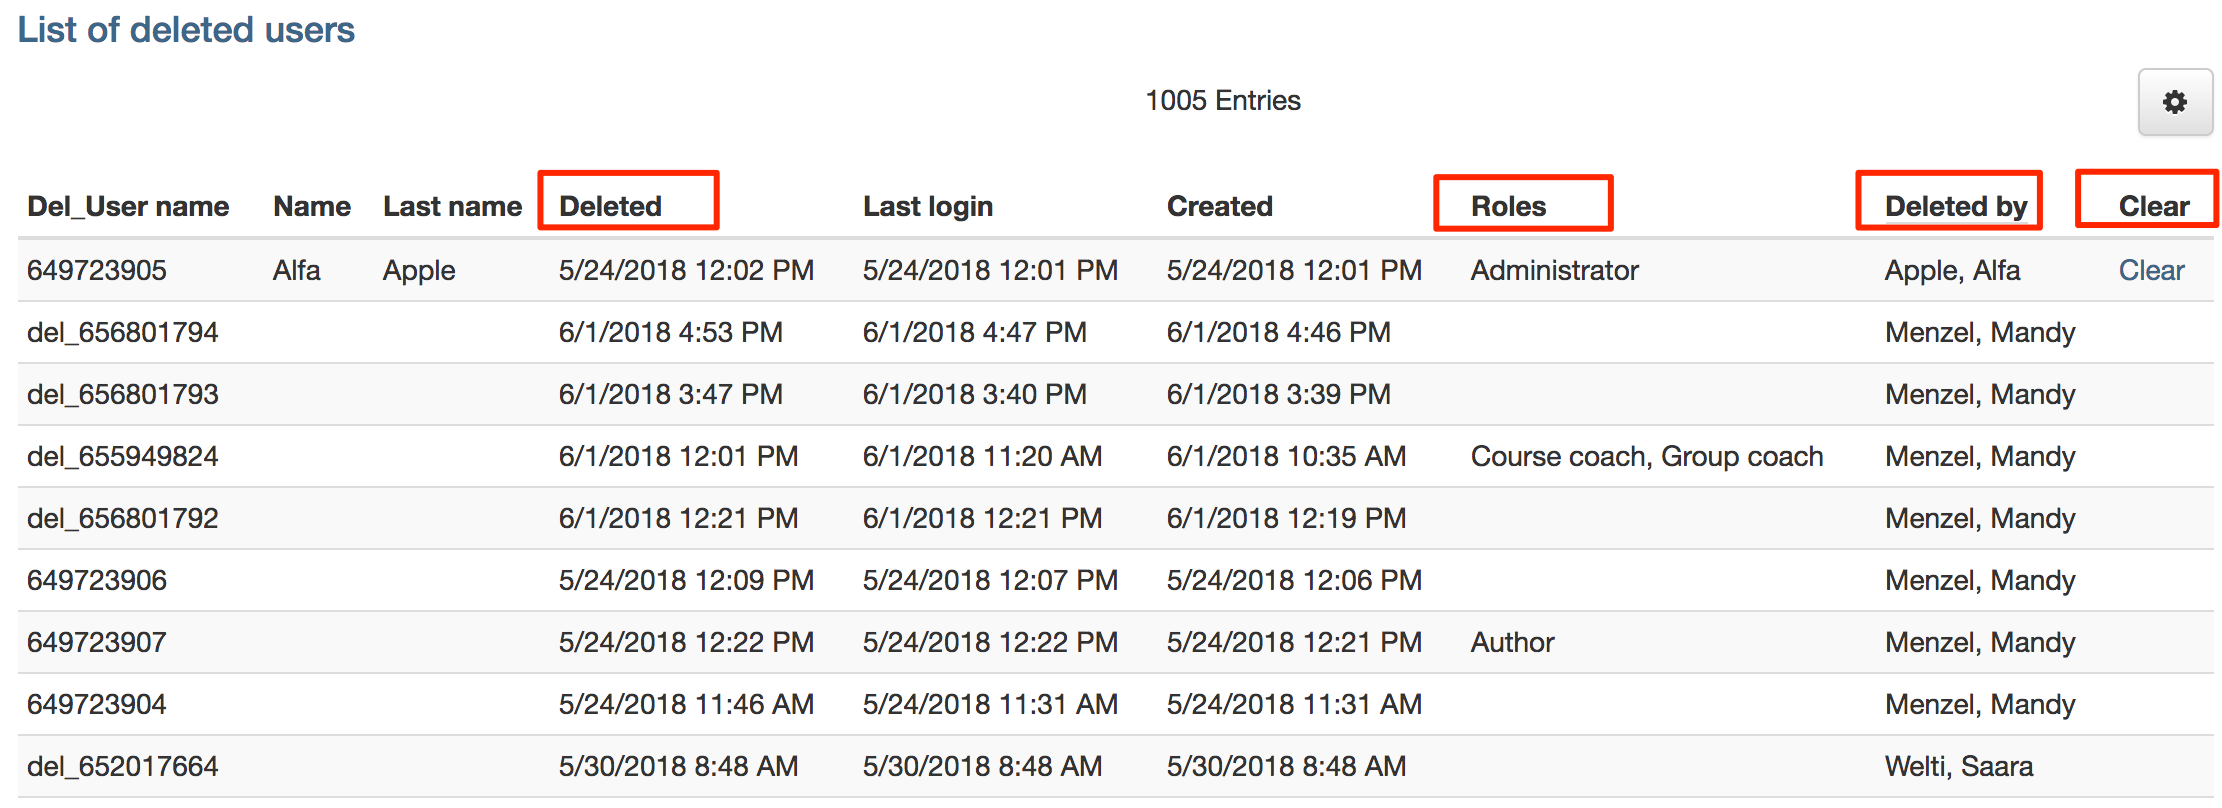 List of deleted users
1005 Entries
Del_User name Name Last name Deleted Last login Created Roles Deleted by Clear
649723905 Alfa Apple 5/24/2018 12:02 PM 5/24/2018 12:01 PM 5/24/2018 12:01 PM Administrator Apple, Alfa Clear
del_656801794 6/1/2018 4:53 PM 6/1/2018 4:47 PM 6/1/2018 4:46 PM Menzel, Mandy
del_656801793 6/1/2018 3:47 PM 6/1/2018 3:40 PM 6/1/2018 3:39 PM Menzel, Mandy
del_655949824 6/1/2018 12:01 PM 6/1/2018 11:20 AM 6/1/2018 10:35 AM Course coach, Group coach Menzel, Mandy
del_656801792 6/1/2018 12:21 PM 6/1/2018 12:21 PM 6/1/2018 12:19 PM Menzel, Mandy
649723906 5/24/2018 12:09 PM 5/24/2018 12:07 PM 5/24/2018 12:06 PM Menzel, Mandy
649723907 5/24/2018 12:22 PM 5/24/2018 12:22 PM 5/24/2018 12:21 PM Author Menzel, Mandy
649723904 5/24/2018 11:46 AM 5/24/2018 11:31 AM 5/24/2018 11:31 AM Menzel, Mandy
del_652017664 5/30/2018 8:48 AM 5/30/2018 8:48 AM 5/30/2018 8:48 AM Welti, Saara